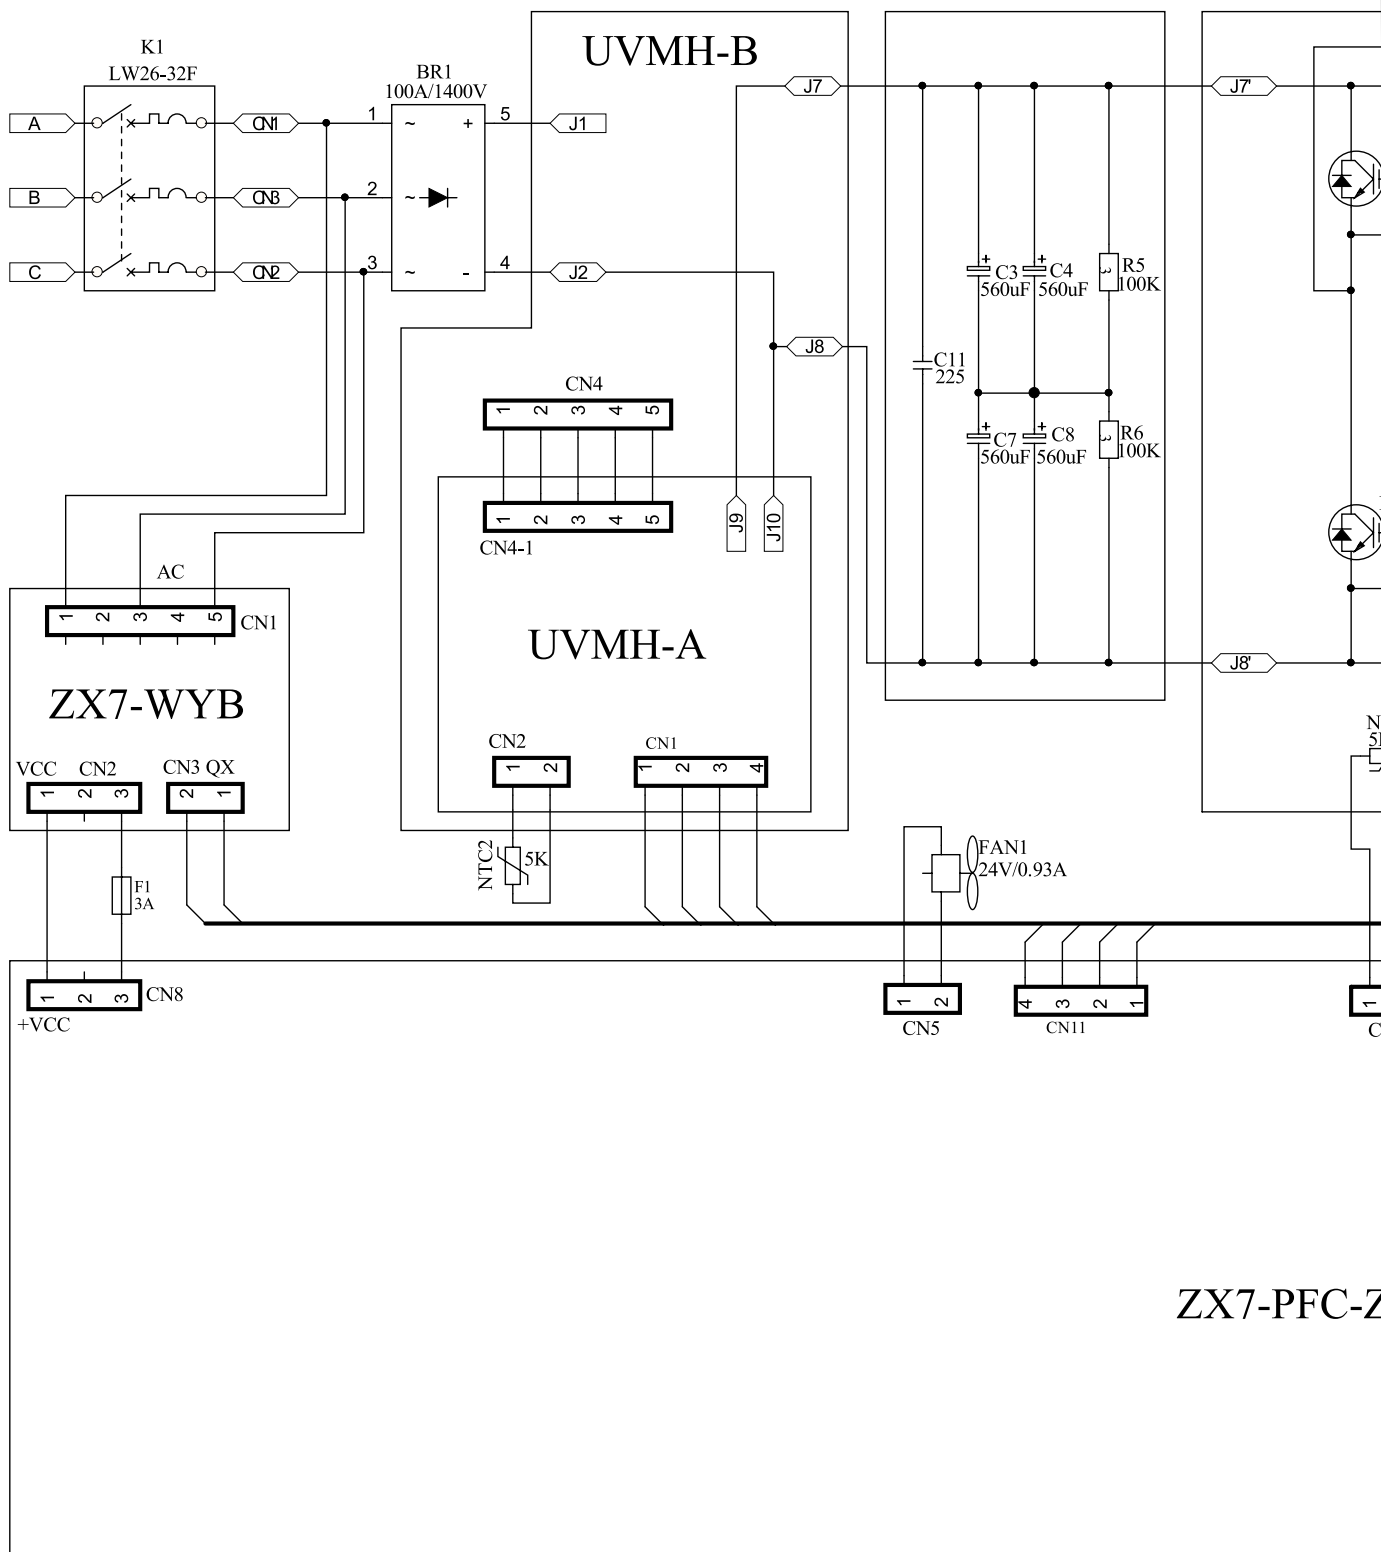 K1
LW26-32F
BR1
100A/1400V
UVMH-B
A
CN1
1
~
+
5
J1
J7
J7'
B
CN3
2
~
C
CN2
3
~
-
4
J2
J8
+
C3
560uF
+
C4
560uF
3
R5
100K
C11
225
+
C7
560uF
+
C8
560uF
3
R6
100K
CN4
1 2 3 4 5
1 2 3 4 5
CN4-1
J9
J10
AC
1 2 3 4 5
CN1
UVMH-A
J8'
ZX7-WYB
VCC
CN2
CN3 QX
1 2 3
2 1
CN2
1 2
CN1
1 2 3 4
NTC2
5K
F1
3A
FAN1
24V/0.93A
1 2 3
CN8
+VCC
1 2
CN5
4 3 2 1
CN11
1
ZX7-PFC-